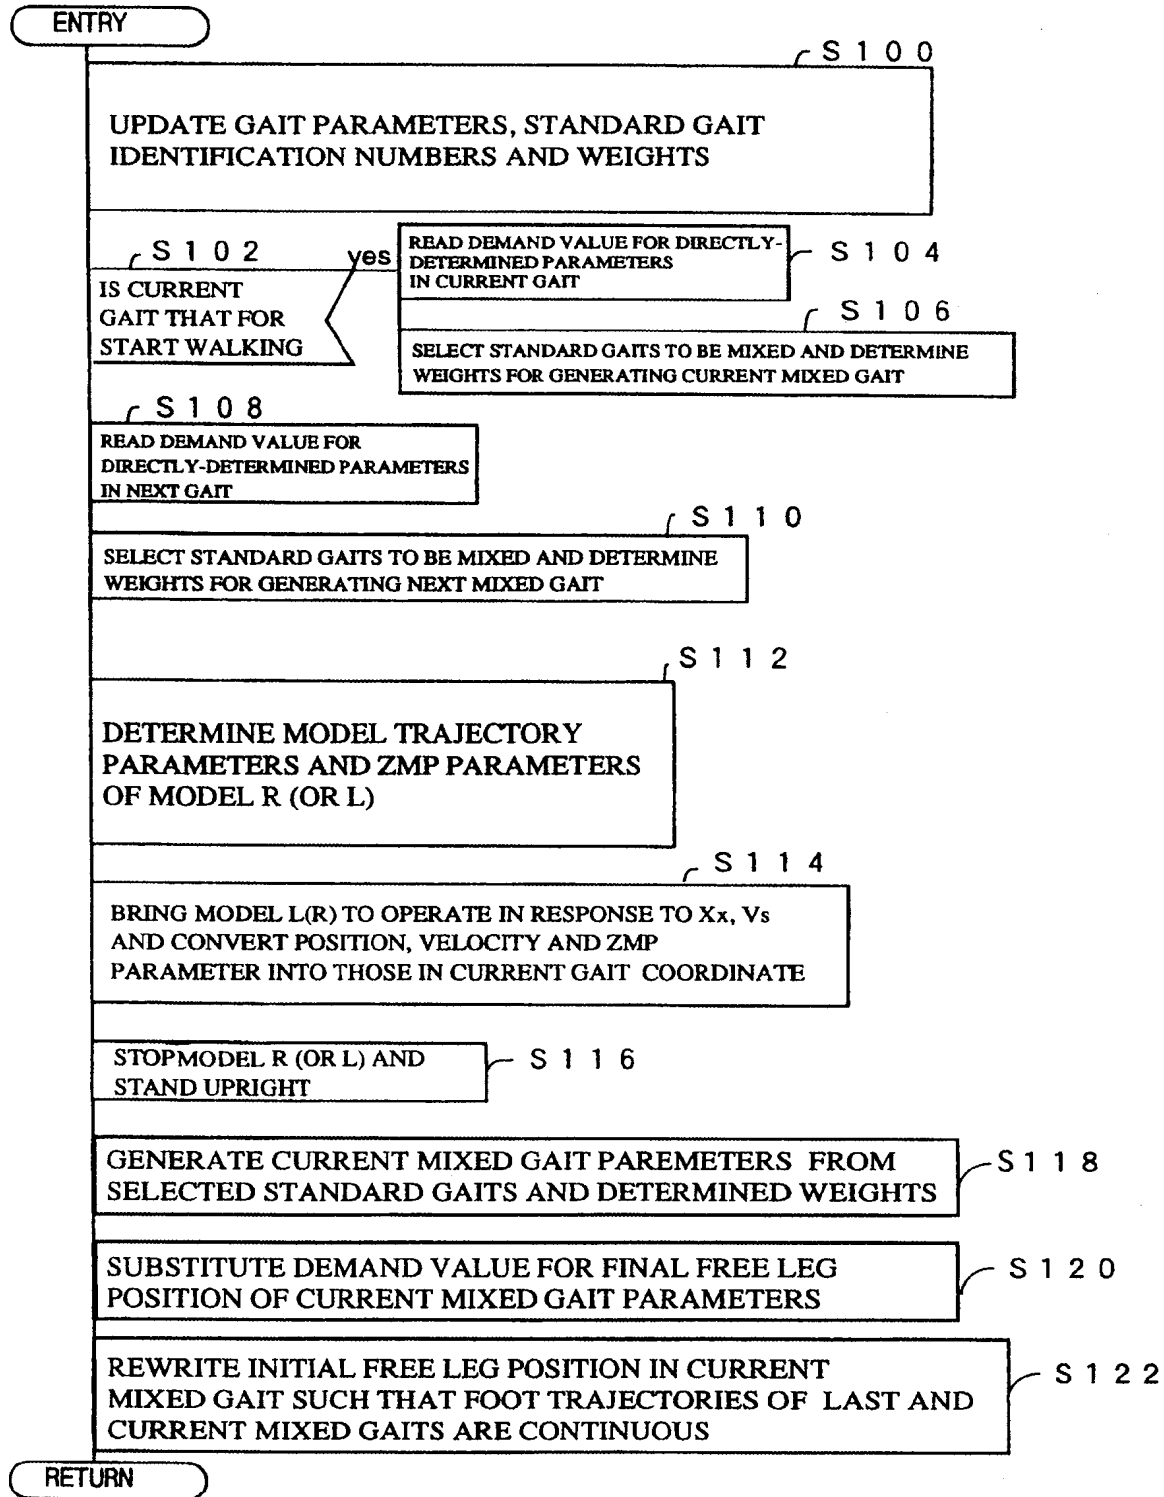 ENTRY
S100
UPDATE GAIT PARAMETERS, STANDARD GAIT
IDENTIFICATION NUMBERS AND WEIGHTS
S102
IS CURRENT
GAIT THAT FOR
START WALKING
yes
READ DEMAND VALUE FOR DIRECTLY-
DETERMINED PARAMETERS
IN CURRENT GAIT
S104
S106
SELECT STANDARD GAITS TO BE MIXED AND DETERMINE
WEIGHTS FOR GENERATING CURRENT MIXED GAIT
S108
READ DEMAND VALUE FOR
DIRECTLY-DETERMINED PARAMETERS
IN NEXT GAIT
S110
SELECT STANDARD GAITS TO BE MIXED AND DETERMINE
WEIGHTS FOR GENERATING NEXT MIXED GAIT
S112
DETERMINE MODEL TRAJECTORY
PARAMETERS AND ZMP PARAMETERS
OF MODEL R (OR L)
S114
BRING MODEL L(R) TO OPERATE IN RESPONSE TO Xx, Vs
AND CONVERT POSITION, VELOCITY AND ZMP
PARAMETER INTO THOSE IN CURRENT GAIT COORDINATE
STOPMODEL R (OR L) AND
STAND UPRIGHT
S116
GENERATE CURRENT MIXED GAIT PAREMETERS FROM
SELECTED STANDARD GAITS AND DETERMINED WEIGHTS
S118
SUBSTITUTE DEMAND VALUE FOR FINAL FREE LEG
POSITION OF CURRENT MIXED GAIT PARAMETERS
S120
REWRITE INITIAL FREE LEG POSITION IN CURRENT
MIXED GAIT SUCH THAT FOOT TRAJECTORIES OF LAST AND
CURRENT MIXED GAITS ARE CONTINUOUS
S122
RETURN